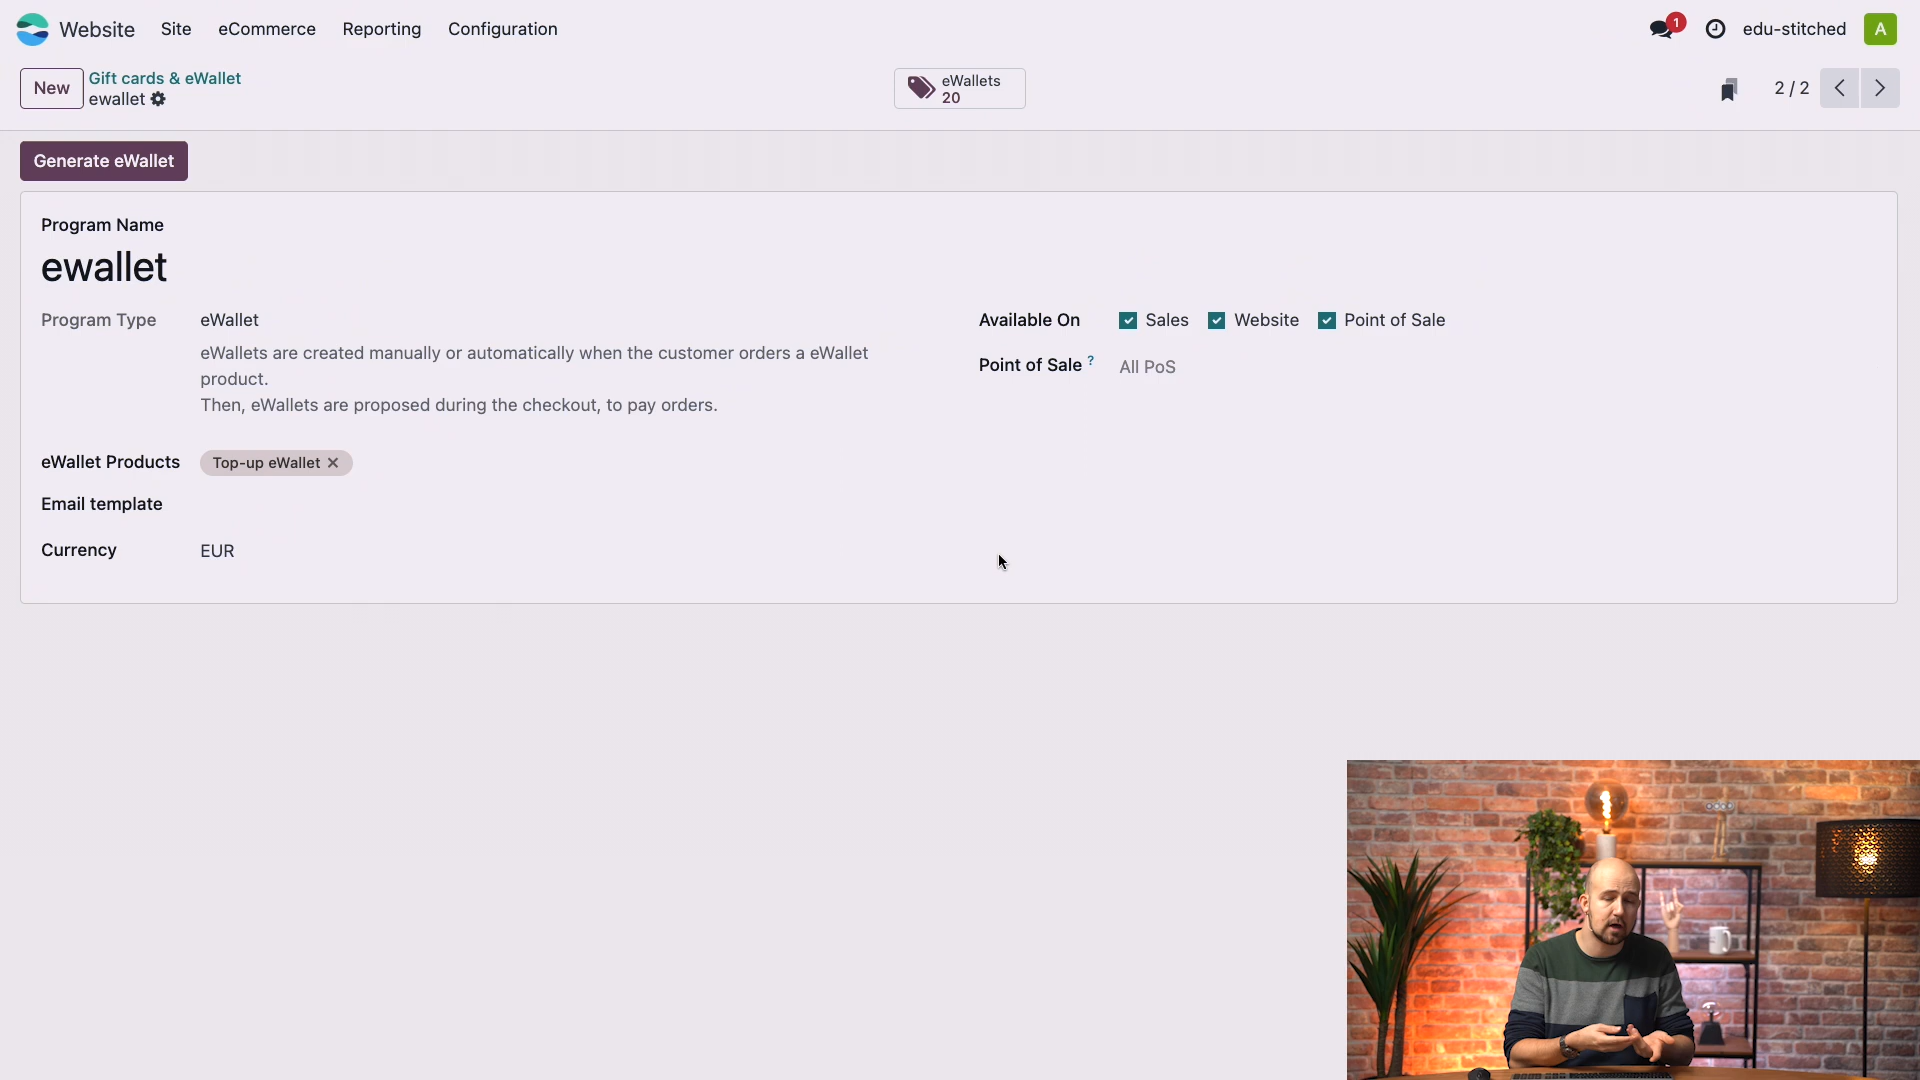 Website Site eCommerce Reporting Configuration 1 edu-stitched A
New Gift cards & eWallet
ewallet
eWallets
20
2 / 2
Generate eWallet
Program Name
ewallet
Program Type eWallet
eWallets are created manually or automatically when the customer orders a eWallet
product.
Then, eWallets are proposed during the checkout, to pay orders.
Available On Sales Website Point of Sale
Point of Sale ? All PoS
eWallet Products Top-up eWallet
Email template
Currency EUR